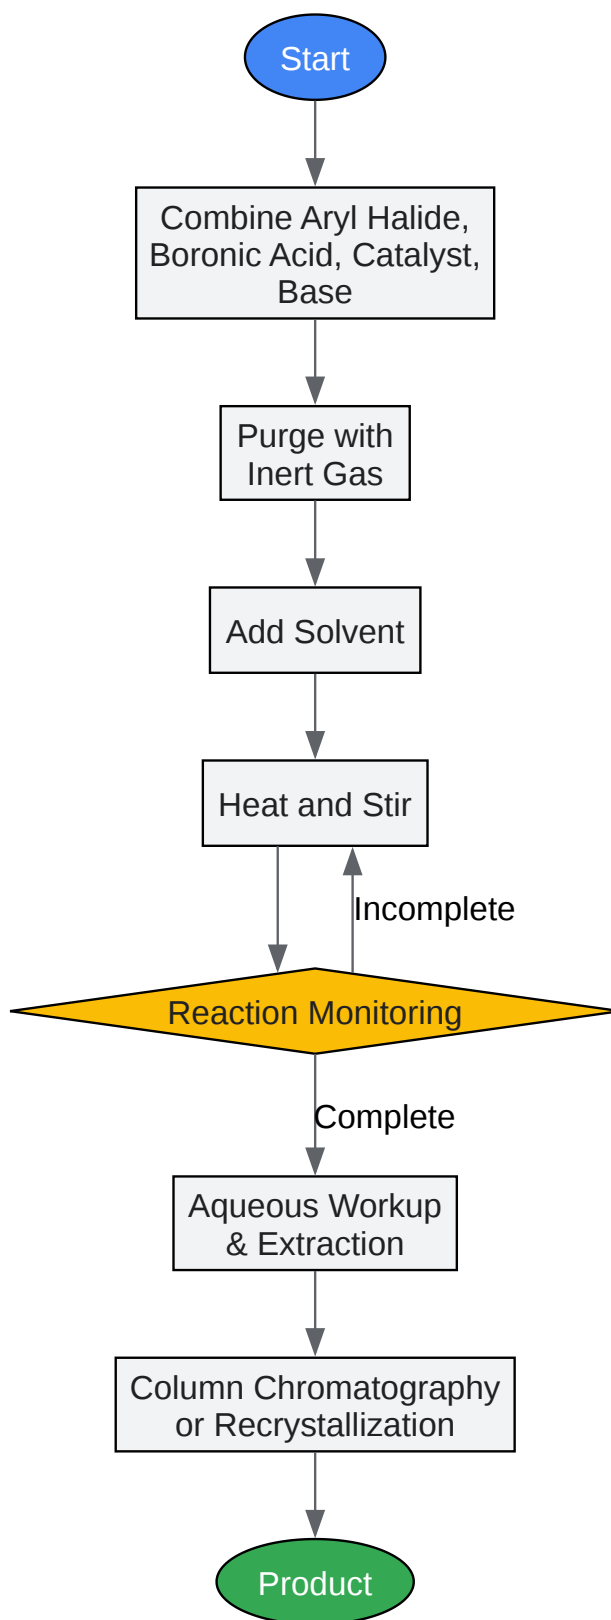 Start
Combine Aryl Halide,
Boronic Acid, Catalyst,
Base
Purge with
Inert Gas
Add Solvent
Heat and Stir
Incomplete
Reaction Monitoring
Complete
Aqueous Workup
& Extraction
Column Chromatography
or Recrystallization
Product